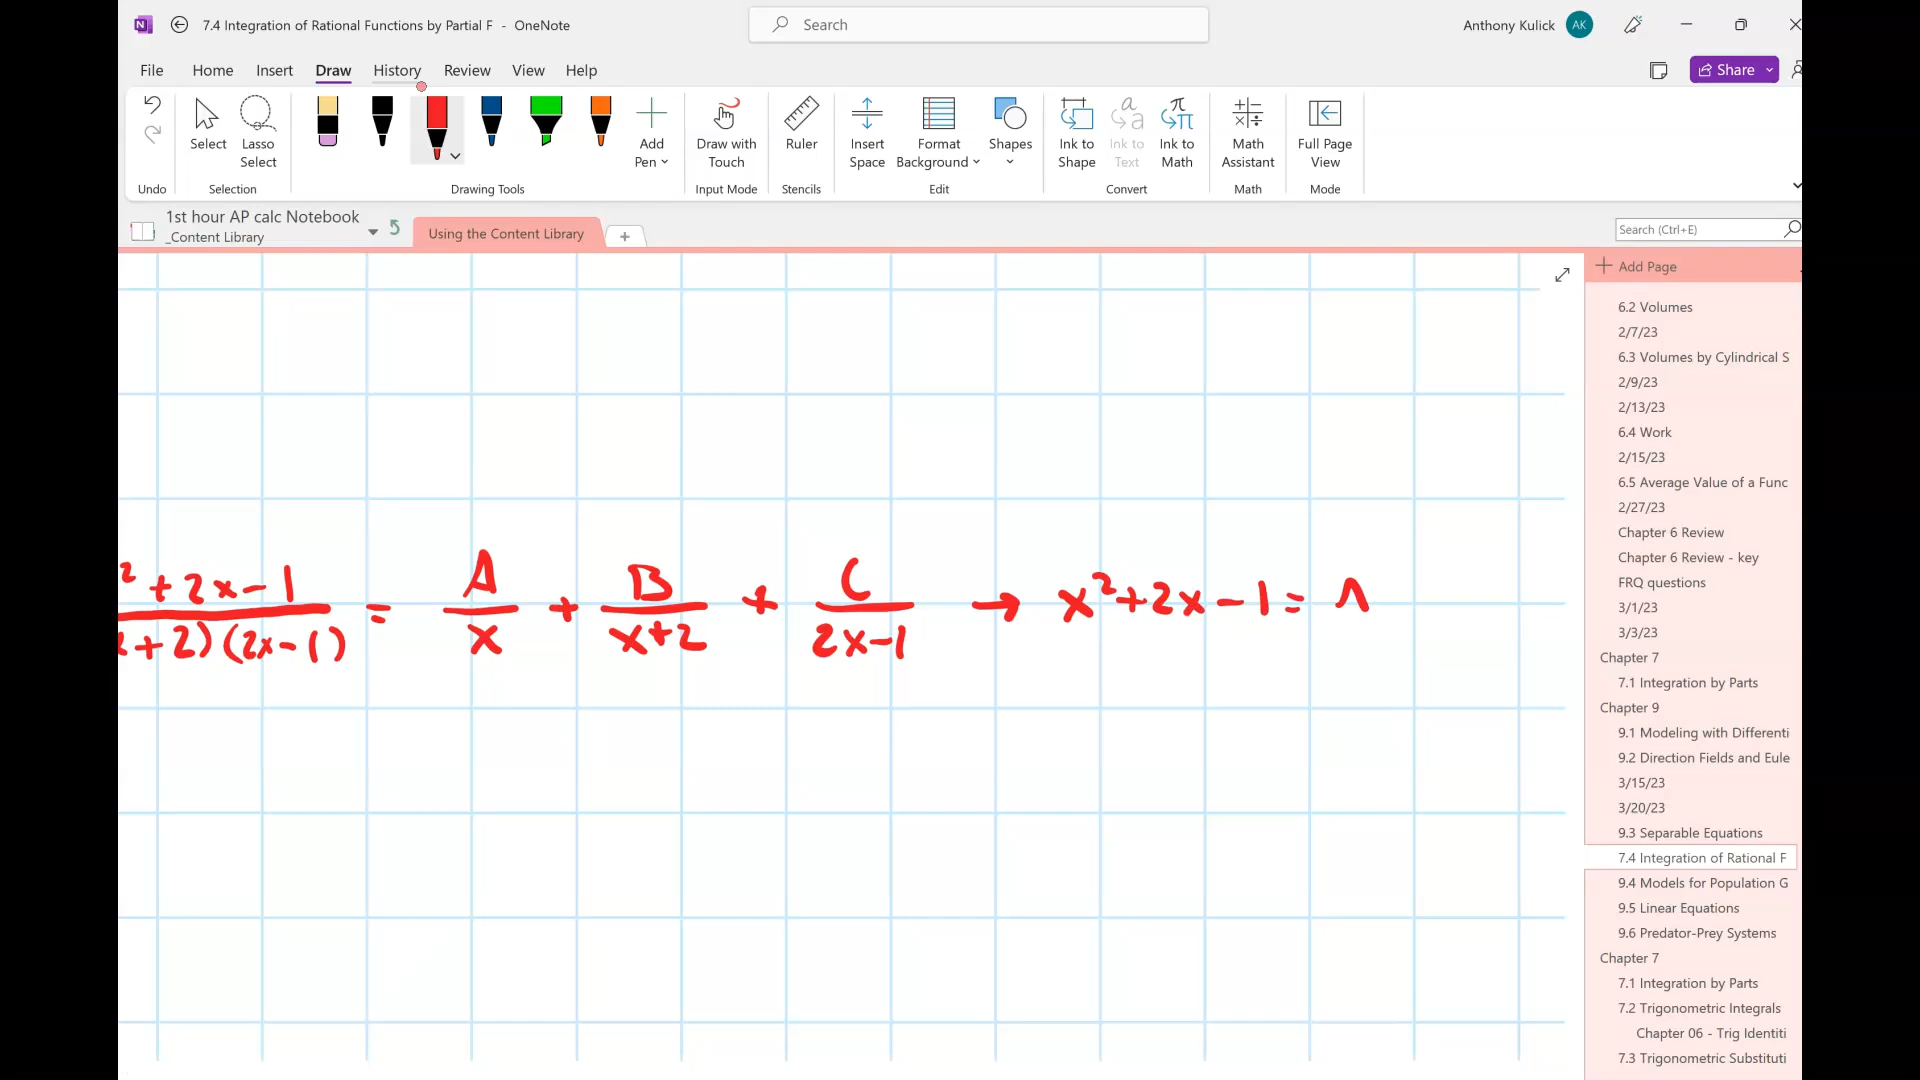 7.4 Integration of Rational Functions by Partial F - OneNote
Search
Anthony Kulick AK
File Home Insert Draw History Review View Help
Share
Undo
Select
Lasso Select
Selection
Drawing Tools
Add Pen
Draw with Touch
Input Mode
Ruler
Stencils
Insert Space
Format Background
Shapes
Edit
Ink to Shape
Ink to Text
Ink to Math
Convert
Math Assistant
Math
Full Page View
Mode
1st hour AP calc Notebook
_Content Library
Using the Content Library
Search (Ctrl+E)
² + 2x - 1 / + 2) (2x - 1) = A/x + B/(x+2) + C/(2x-1) → x² + 2x - 1 =
Add Page
6.2 Volumes
2/7/23
6.3 Volumes by Cylindrical S
2/9/23
2/13/23
6.4 Work
2/15/23
6.5 Average Value of a Func
2/27/23
Chapter 6 Review
Chapter 6 Review - key
FRQ questions
3/1/23
3/3/23
Chapter 7
7.1 Integration by Parts
Chapter 9
9.1 Modeling with Differenti
9.2 Direction Fields and Eule
3/15/23
3/20/23
9.3 Separable Equations
7.4 Integration of Rational F
9.4 Models for Population G
9.5 Linear Equations
9.6 Predator-Prey Systems
Chapter 7
7.1 Integration by Parts
7.2 Trigonometric Integrals
Chapter 06 - Trig Identiti
7.3 Trigonometric Substituti